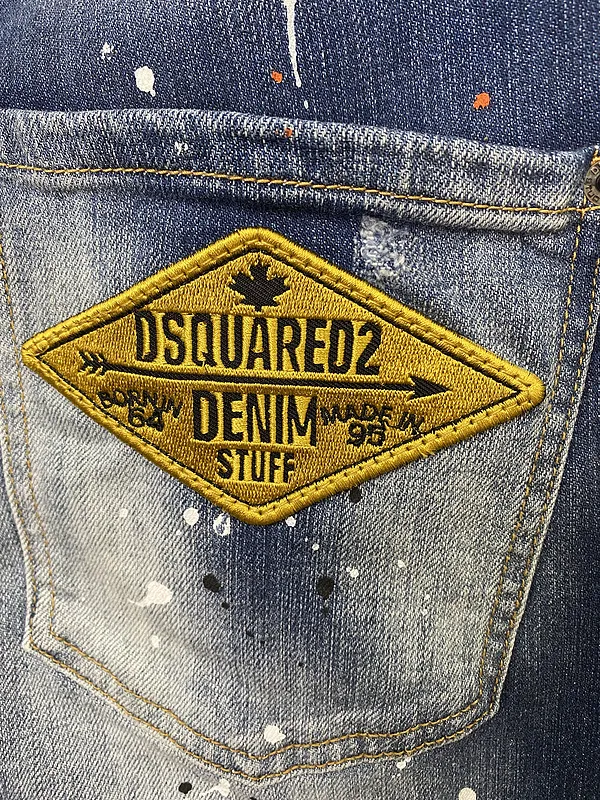 DSQUARED2
BORN IN
64
DENIM
MADE IN
95
STUFF